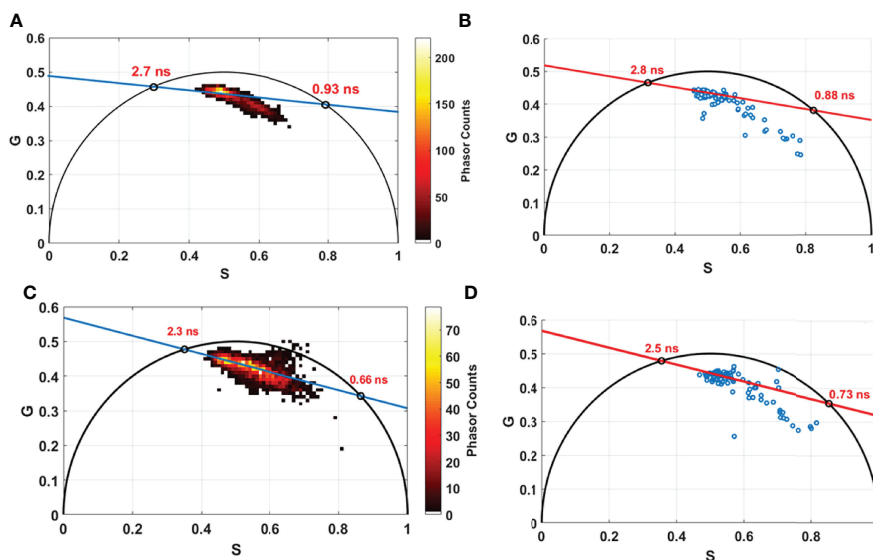 A
0.6
0.5
0.4
0.3
0.2
0.1
0
0 0.2 0.4 0.6 0.8 1
G
S
2.7 ns
0.93 ns
200
150
100
50
0
Phasor Counts
B
0.6
0.5
0.4
0.3
0.2
0.1
0
0 0.2 0.4 0.6 0.8 1
G
S
2.8 ns
0.88 ns
C
0.6
0.5
0.4
0.3
0.2
0.1
0
0 0.2 0.4 0.6 0.8 1
G
S
2.3 ns
0.66 ns
70
60
50
40
30
20
10
0
Phasor Counts
D
0.6
0.5
0.4
0.3
0.2
0.1
0
0 0.2 0.4 0.6 0.8 1
G
S
2.5 ns
0.73 ns